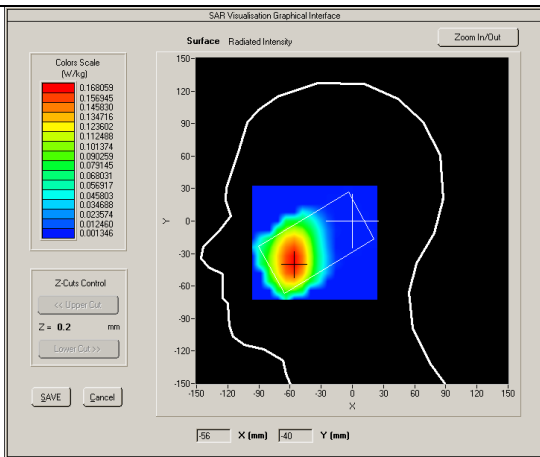 SAR Visualisation Graphical Interface
Surface Radiated Intensity
Zoom In/Out
Colors Scale
(W/kg)
0.168059
0.156945
0.145830
0.134716
0.123602
0.112488
0.101374
0.090259
0.079145
0.068031
0.056917
0.045803
0.034688
0.023574
0.012460
0.001346
Z-Cuts Control
<< Upper Cut
Z = 0.2 mm
Lower Cut >>
SAVE Cancel
150
120
90
60
30
0
-30
-60
-90
-120
-150
Y
-150 -120 -90 -60 -30 0 30 60 90 120 150
X
-56 X (mm) -40 Y (mm)